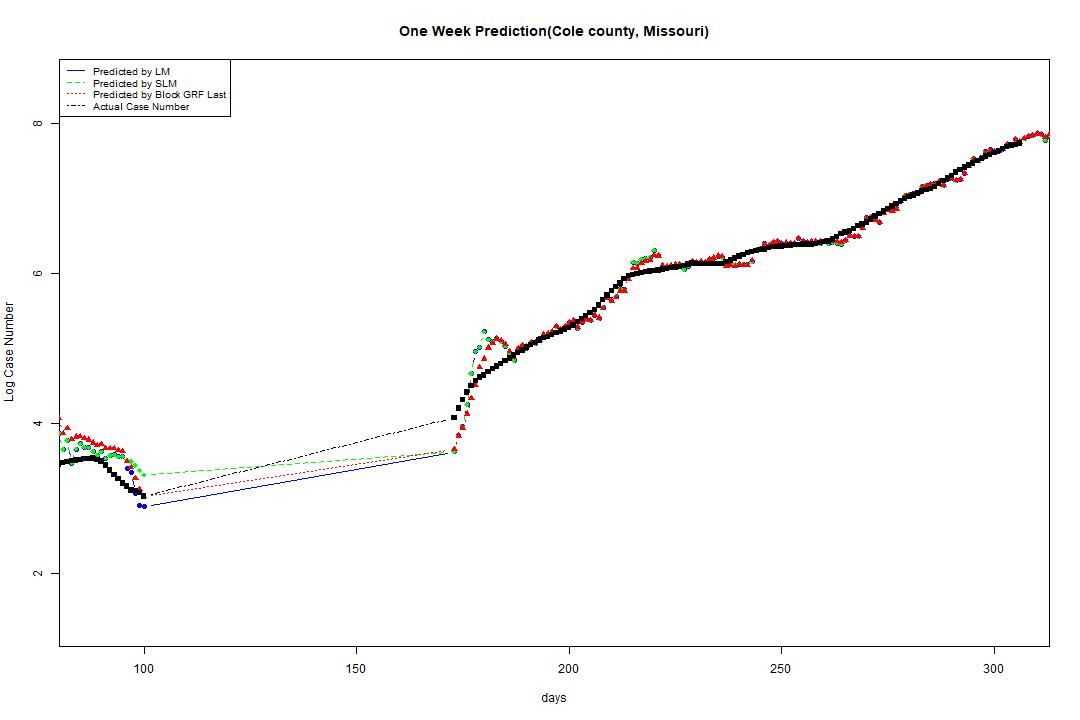 One Week Prediction(Cole county, Missouri)
Predicted by LM
Predicted by SLM
Predicted by Block GRF Last
Actual Case Number
Log Case Number
8
6
4
2
100 150 200 250 300
days